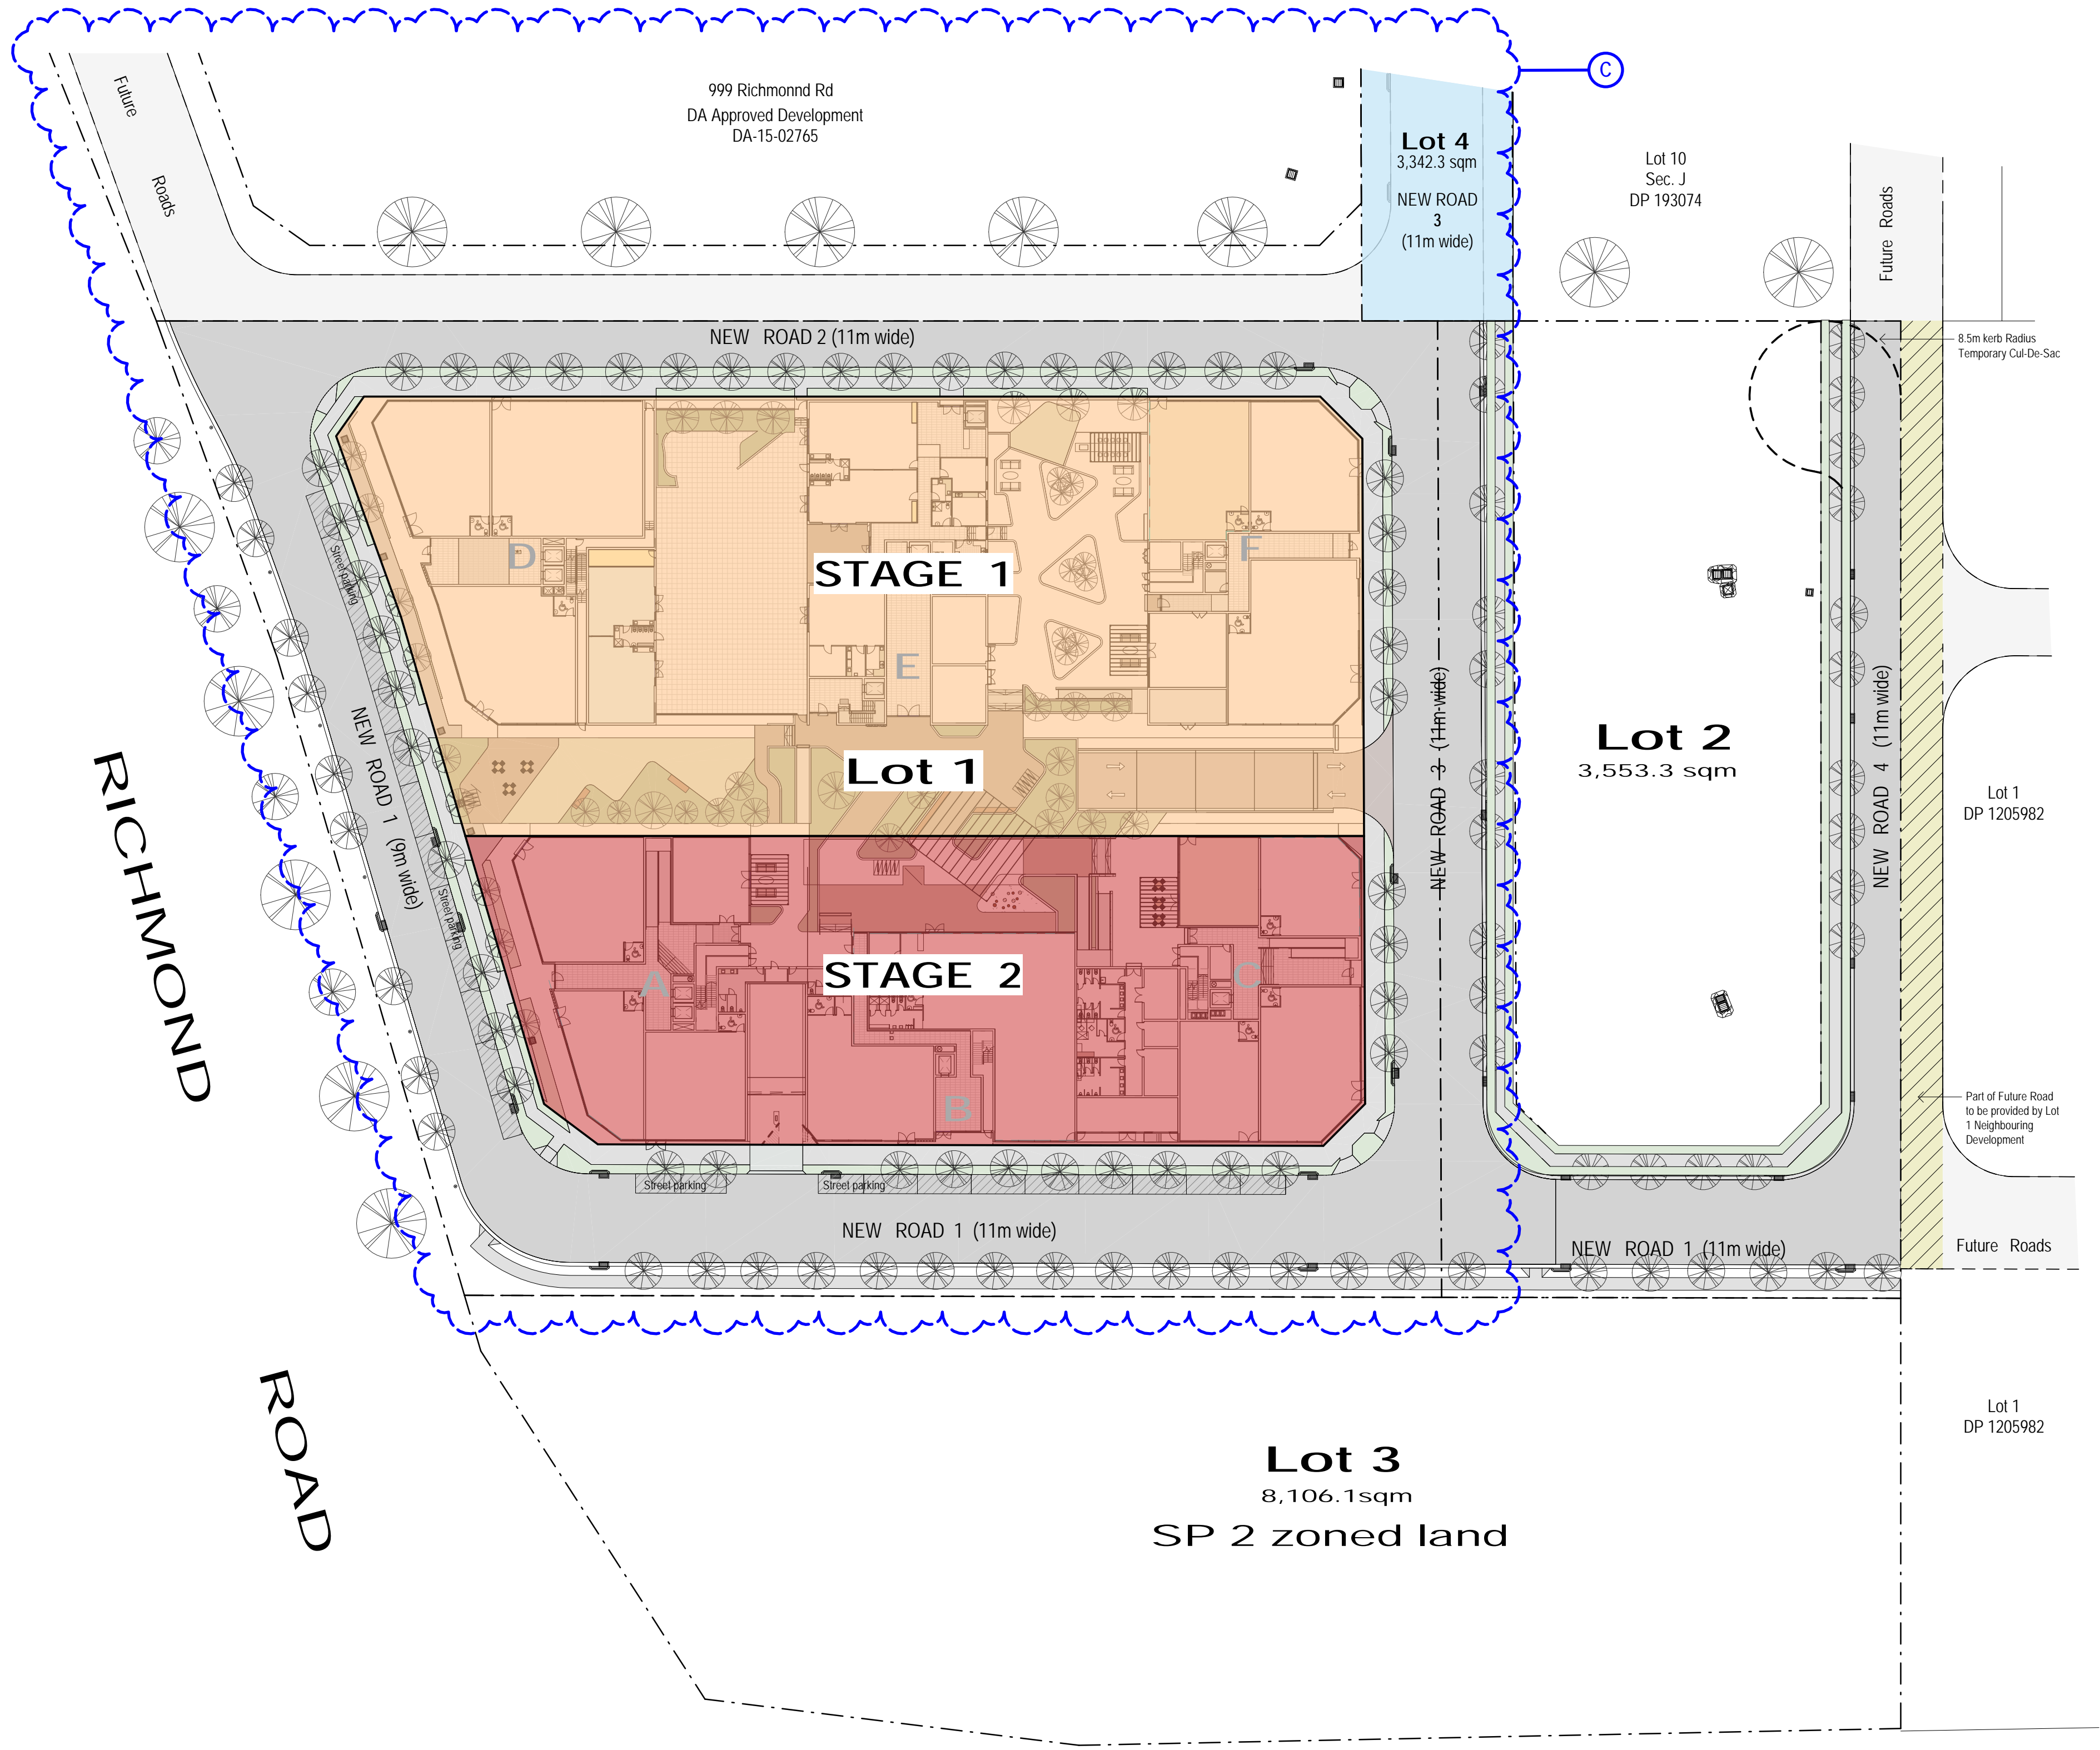 C
Future
Roads
999 Richmonnd Rd
DA Approved Development
DA-15-02765
Lot 4
3,342.3 sqm
NEW ROAD
3
(11m wide)
Lot 10
Sec. J
DP 193074
Future Roads
NEW ROAD 2 (11m wide)
8.5m kerb Radius
Temporary Cul-De-Sac
D
STAGE 1
F
E
Street parking
NEW ROAD 1 (9m wide)
Street parking
Lot 1
NEW ROAD 3 (11m wide)
Lot 2
3,553.3 sqm
NEW ROAD 4 (11m wide)
Lot 1
DP 1205982
RICHMOND
ROAD
A
STAGE 2
C
B
Part of Future Road
to be provided by Lot
1 Neighbouring
Development
Street parking
Street parking
NEW ROAD 1 (11m wide)
NEW ROAD 1 (11m wide)
Future Roads
Lot 3
8,106.1sqm
SP 2 zoned land
Lot 1
DP 1205982